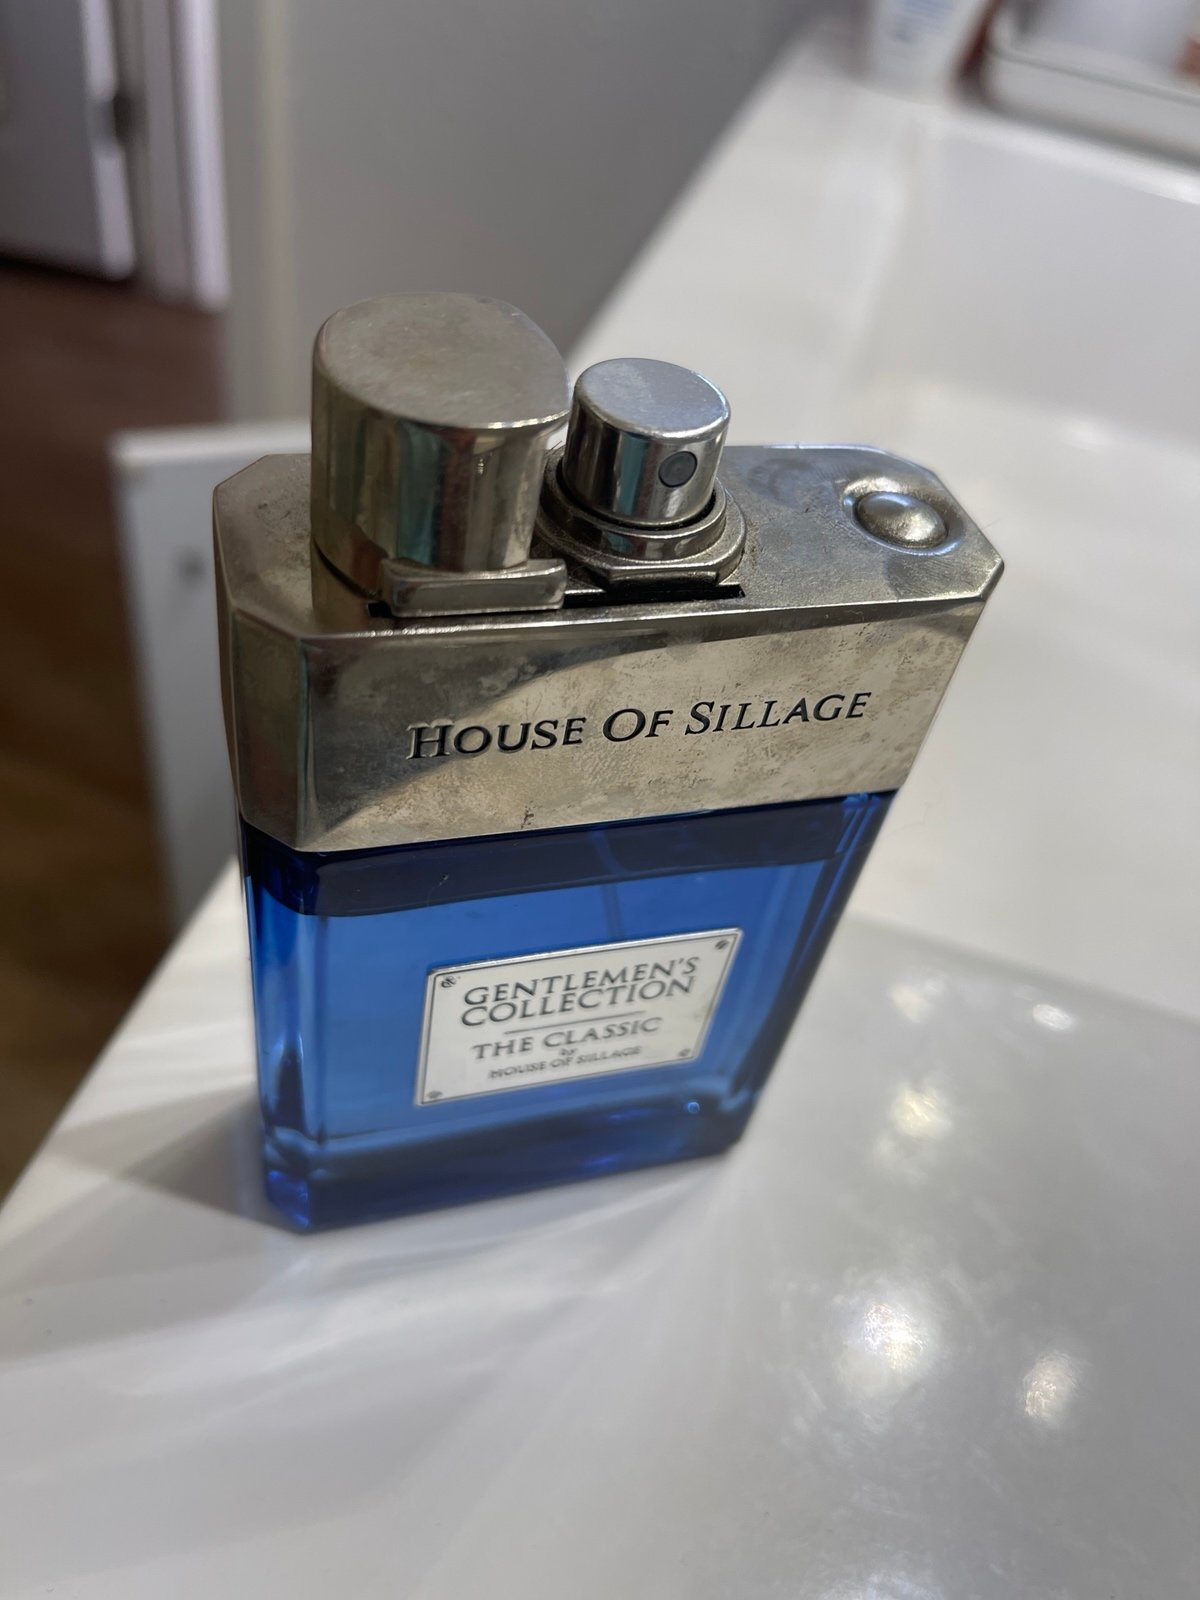 HOUSE OF SILLAGE
GENTLEMEN'S
COLLECTION
THE CLASSIC
by
HOUSE OF SILLAGE